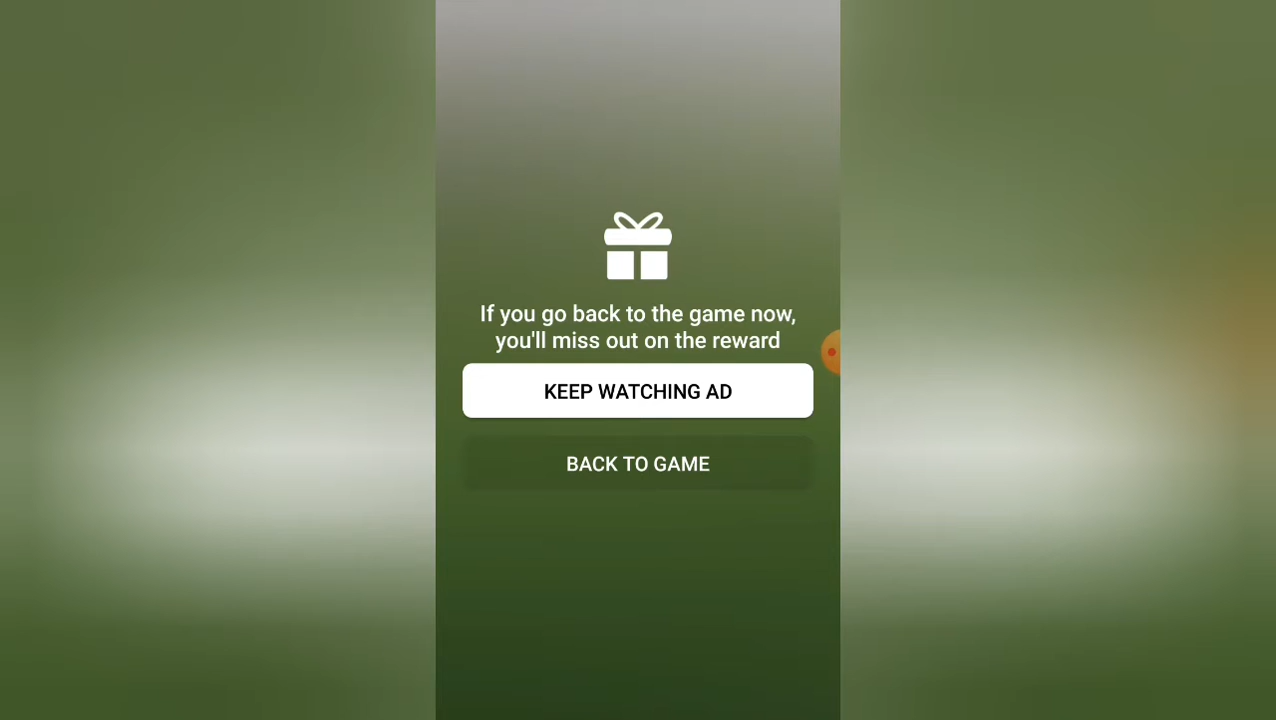 If you go back to the game now,
you'll miss out on the reward
KEEP WATCHING AD
BACK TO GAME